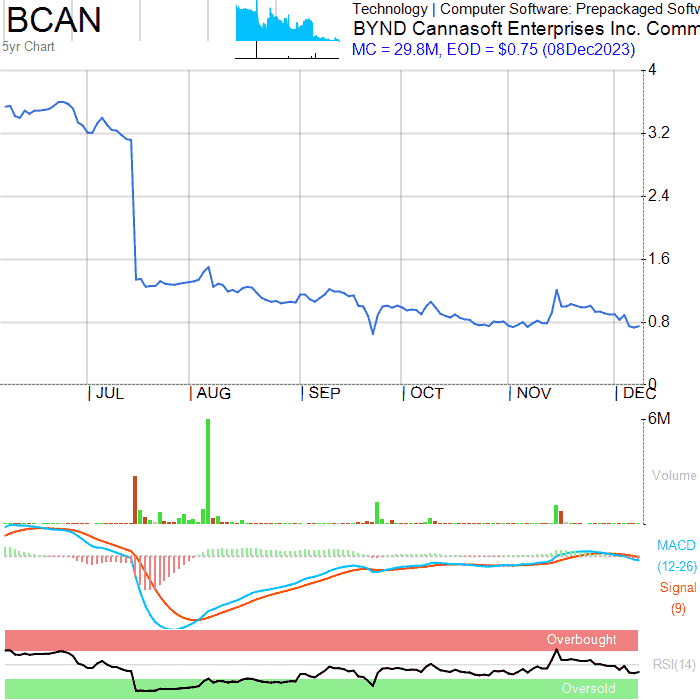 BCAN
5yr Chart
Technology | Computer Software: Prepackaged Softw
BYND Cannasoft Enterprises Inc. Comm
MC = 29.8M, EOD = $0.75 (08Dec2023)
4
3.2
2.4
1.6
0.8
0
JUL
AUG
SEP
OCT
NOV
DEC
6M
Volume
MACD
(12-26)
Signal
(9)
Overbought
RSI(14)
Oversold